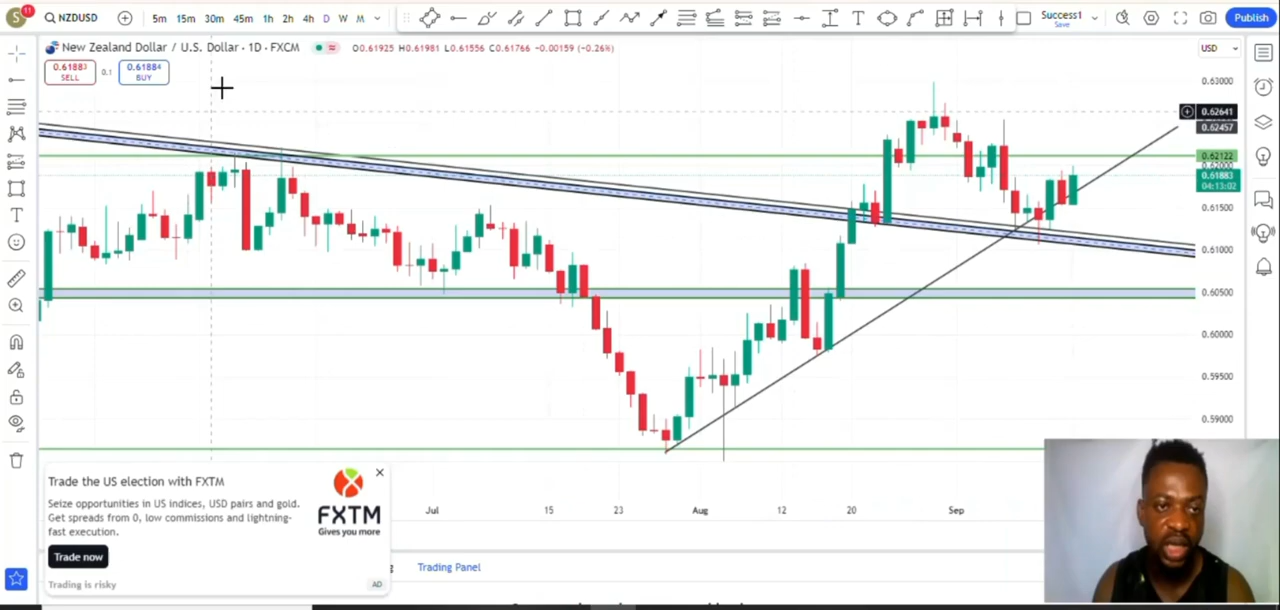 S
11
NZDUSD
5m 15m 30m 45m 1h 2h 4h D W M
Success1
Save
Publish
New Zealand Dollar / U.S. Dollar · 1D · FXCM
O0.61925 H0.61981 L0.61556 C0.61766 −0.00159 (−0.26%)
USD
0.61883
SELL
0.1
0.61884
BUY
0.63000
0.62641
0.62457
0.62122
0.62000
0.61883
04:13:02
0.61500
0.61000
0.60500
0.60000
0.59500
0.59000
Trade the US election with FXTM
Seize opportunities in US indices, USD pairs and gold.
Get spreads from 0, low commissions and lightning-
fast execution.
Trade now
Trading is risky
FXTM
Gives you more
AD
Jul 15 23 Aug 12 20 Sep
Trading Panel